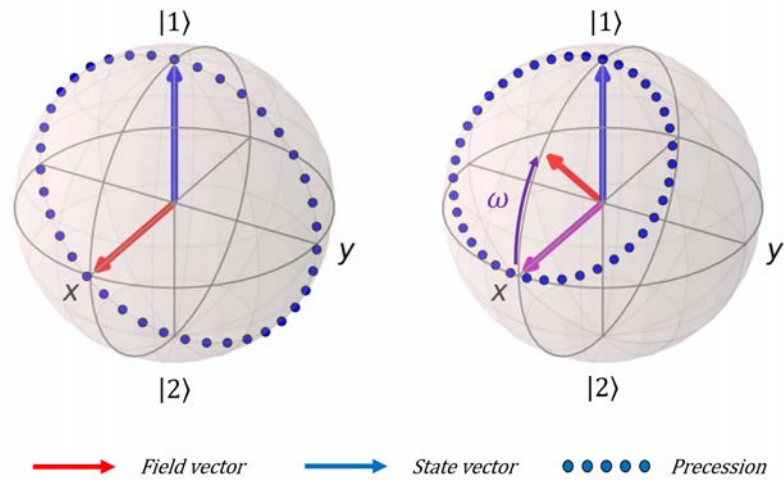 |1⟩ |1⟩
ω
y y
x x
|2⟩ |2⟩
Field vector State vector Precession